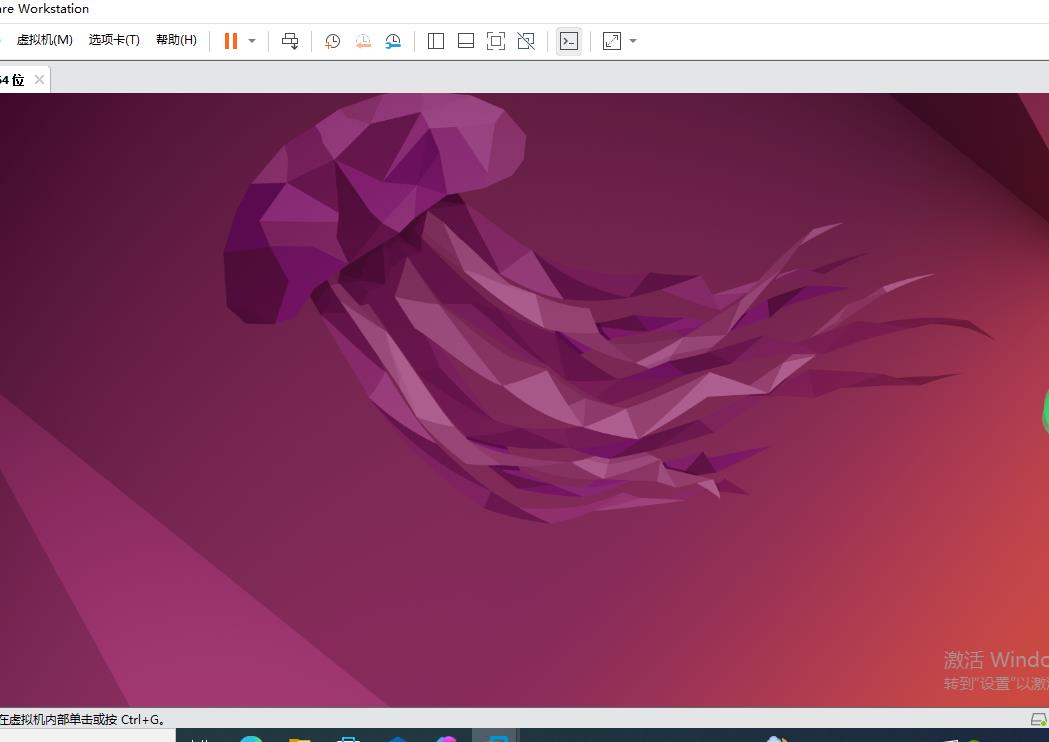 are Workstation
虚拟机(M) 选项卡(T) 帮助(H)
64 位
激活 Windo
转到"设置"以激
在虚拟机内部单击或按 Ctrl+G。